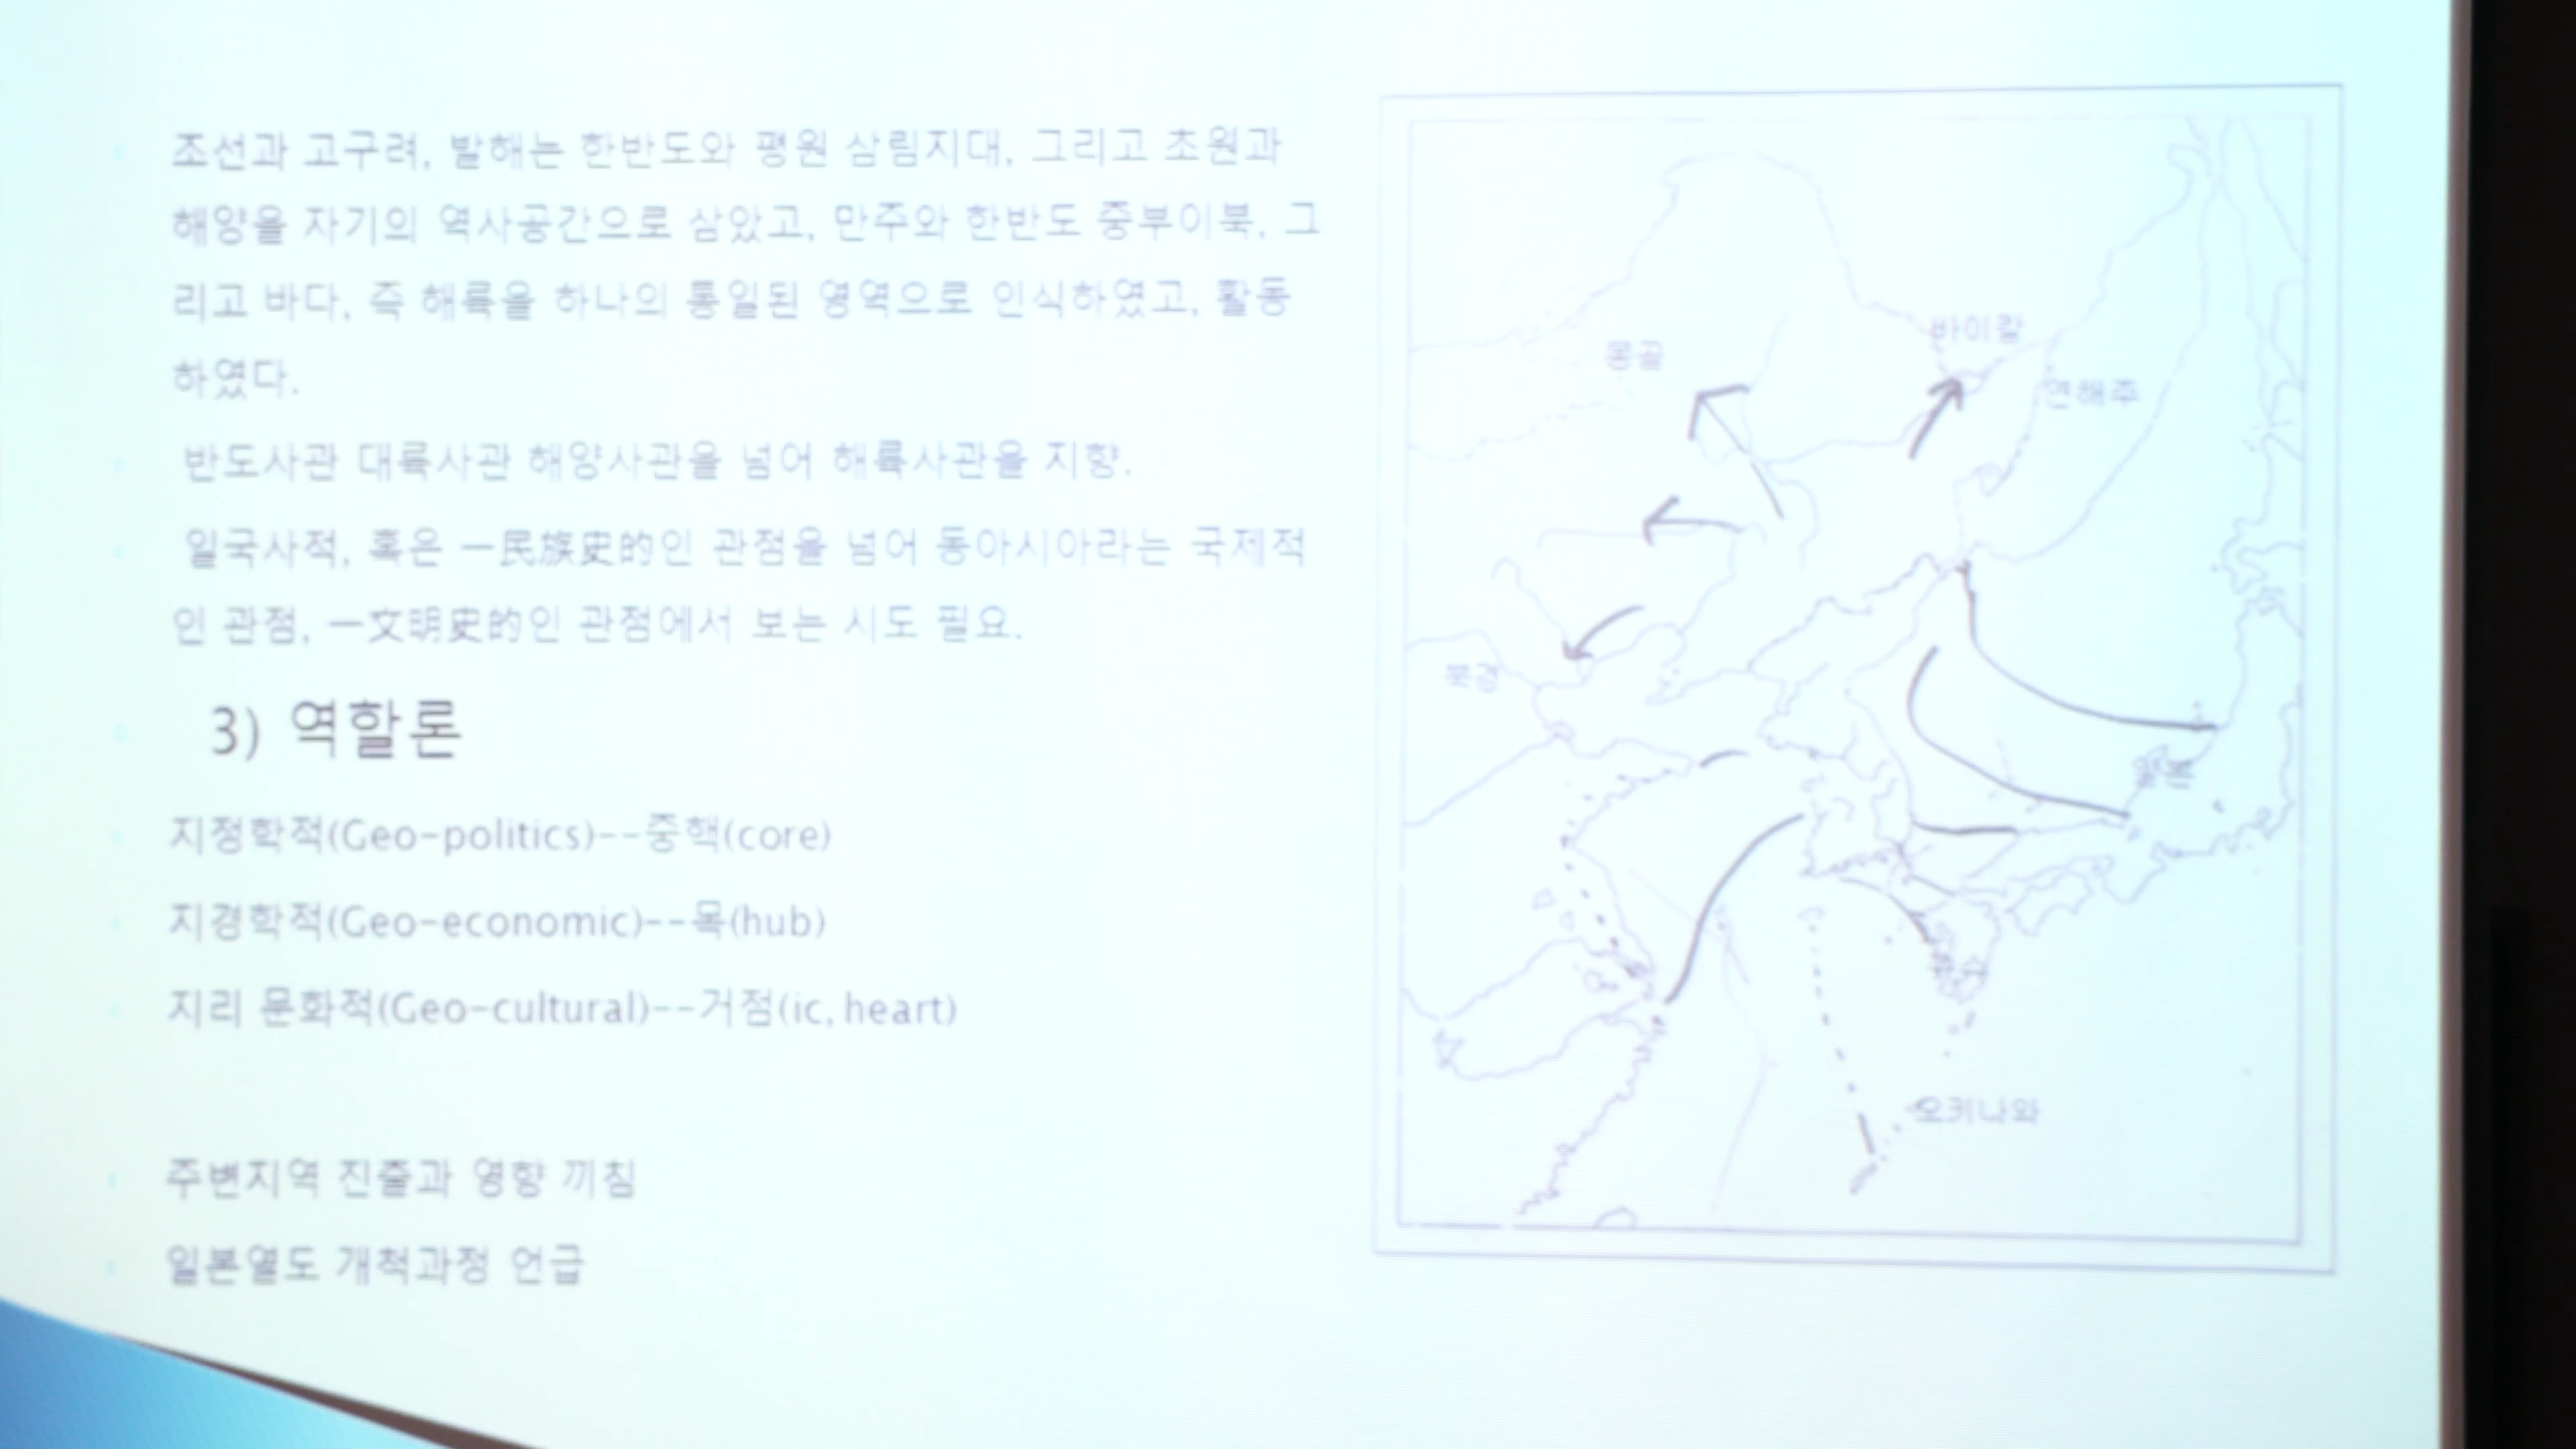 조선과 고구려, 발해는 한반도와 평원 삼림지대, 그리고 초원과
해양을 자기의 역사공간으로 삼았고, 만주와 한반도 중부이북, 그
리고 바다, 즉 해륙을 하나의 통일된 영역으로 인식하였고, 활동
하였다.
반도사관 대륙사관 해양사관을 넘어 해륙사관을 지향.
일국사적, 혹은 一民族史的인 관점을 넘어 동아시아라는 국제적
인 관점, 一文明史的인 관점에서 보는 시도 필요.
3) 역할론
지정학적(Geo-politics)--중핵(core)
지경학적(Geo-economic)--목(hub)
지리 문화적(Geo-cultural)--거점(ic, heart)
주변지역 진출과 영향 끼침
일본열도 개척과정 언급
몽골
바이칼
연해주
북경
일본
오키나와